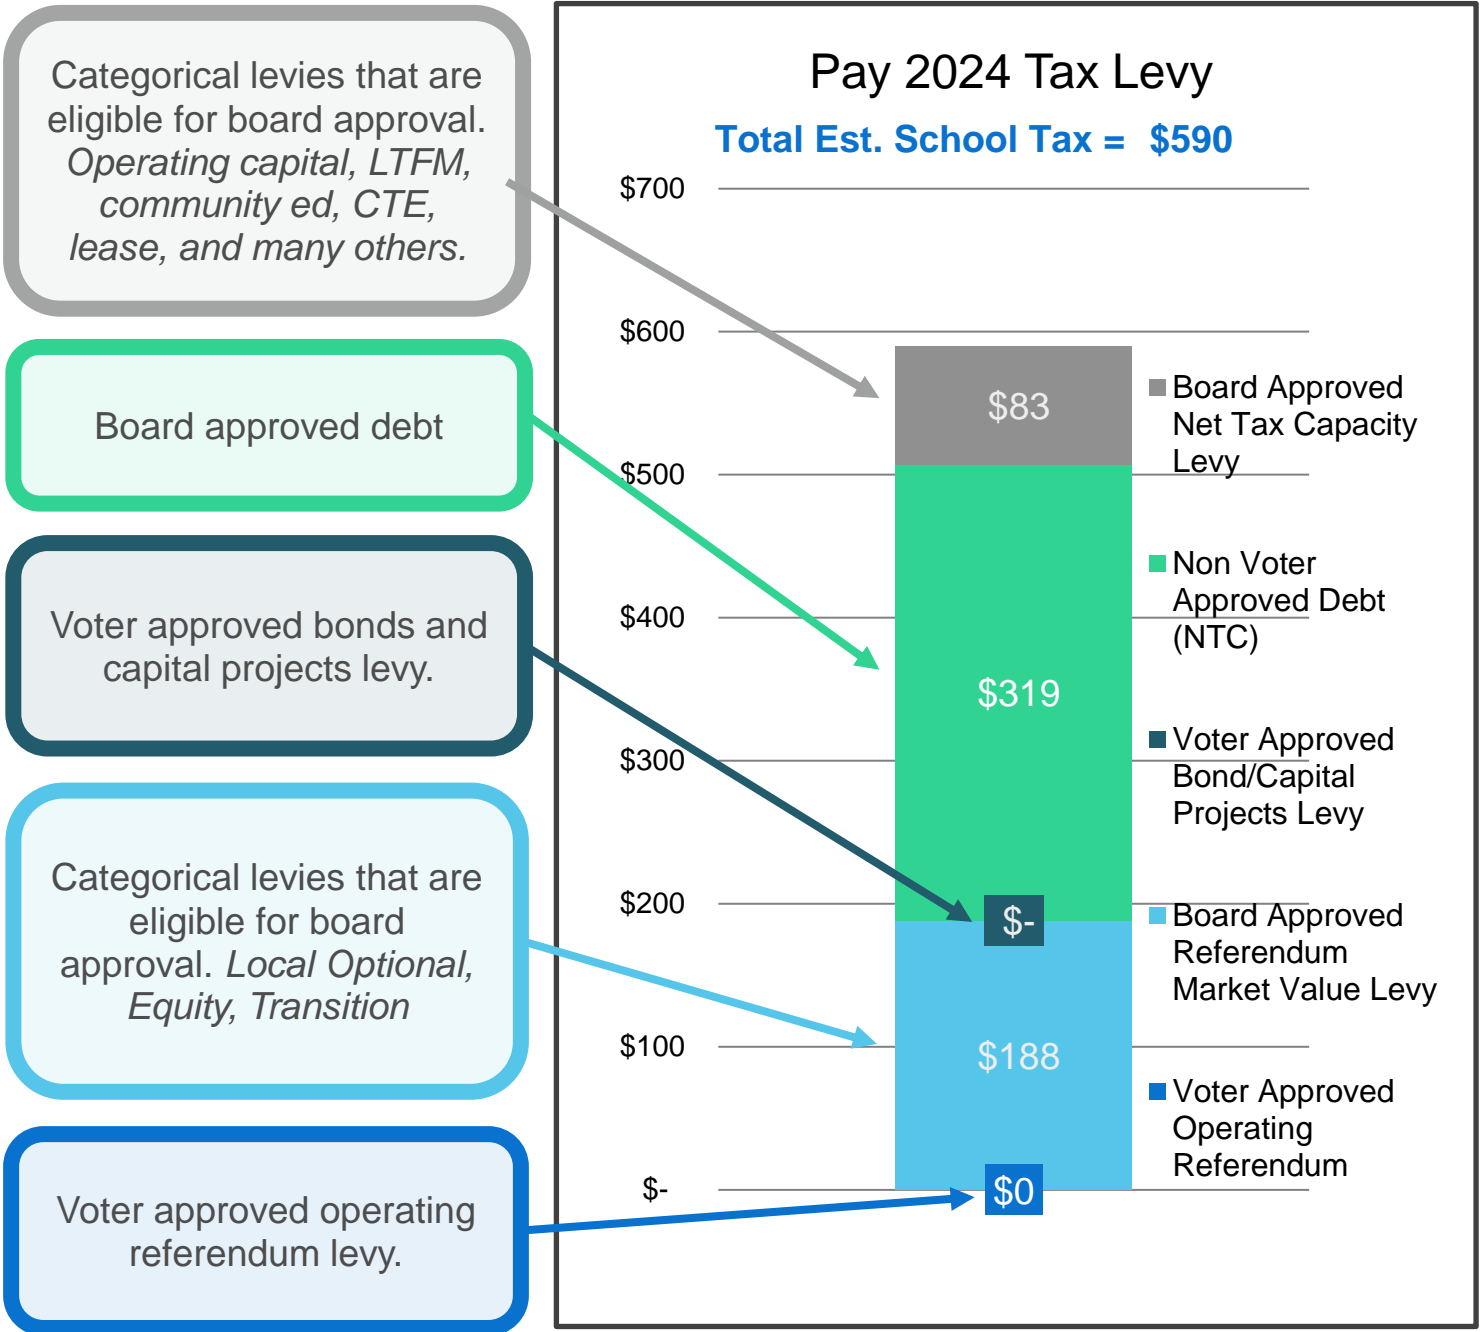 Categorical levies that are
eligible for board approval.
Operating capital, LTFM,
community ed, CTE,
lease, and many others.
Board approved debt
Voter approved bonds and
capital projects levy.
Categorical levies that are
eligible for board
approval. Local Optional,
Equity, Transition
Voter approved operating
referendum levy.
Pay 2024 Tax Levy
Total Est. School Tax = $590
$700
$600
$500
$400
$300
$200
$100
$-
$83
$319
$-
$188
$0
Board Approved
Net Tax Capacity
Levy
Non Voter
Approved Debt
(NTC)
Voter Approved
Bond/Capital
Projects Levy
Board Approved
Referendum
Market Value Levy
Voter Approved
Operating
Referendum